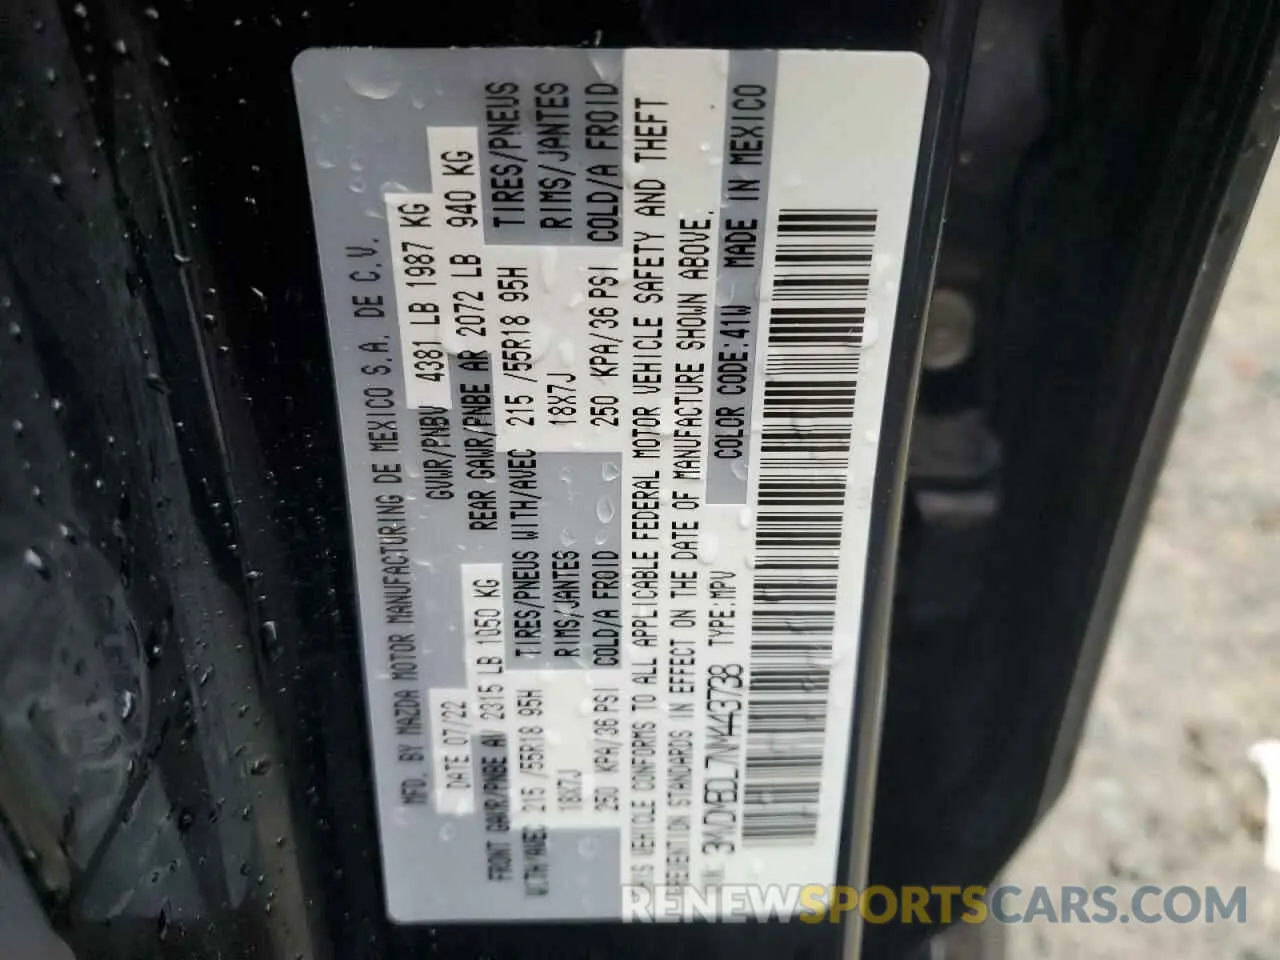 MFD. BY MAZDA MOTOR MANUFACTURING DE MEXICO S.A. DE C.V.
DATE 07/22 GVWR/PNBV 4381 LB 1987 KG
FRONT GAWR/PNBE AV 2315 LB 1050 KG REAR GAWR/PNBE AR 2072 LB 940 KG
WITH/AVEC 215 /55R18 95H TIRES/PNEUS WITH/AVEC 215 /55R18 95H TIRES/PNEUS
18X7J RIMS/JANTES 18X7J RIMS/JANTES
250 KPA/36 PSI COLD/A FROID 250 KPA/36 PSI COLD/A FROID
THIS VEHICLE CONFORMS TO ALL APPLICABLE FEDERAL MOTOR VEHICLE SAFETY AND THEFT
PREVENTION STANDARDS IN EFFECT ON THE DATE OF MANUFACTURE SHOWN ABOVE.
VIN: 3MVDMBDL7NM443738 TYPE:MPV COLOR CODE:41W MADE IN MEXICO
RENEWSPORTSCARS.COM